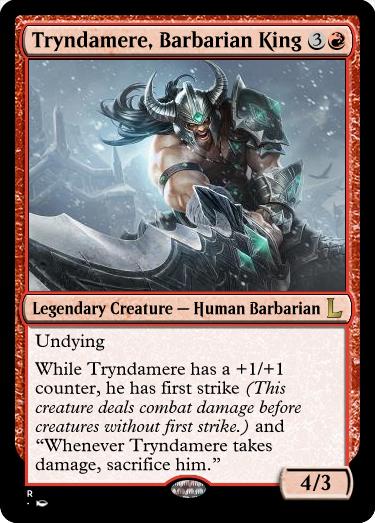 Tryndamere, Barbarian King 3
Legendary Creature — Human Barbarian L
Undying
While Tryndamere has a +1/+1
counter, he has first strike (This
creature deals combat damage before
creatures without first strike.) and
“Whenever Tryndamere takes
damage, sacrifice him.”
4/3
R